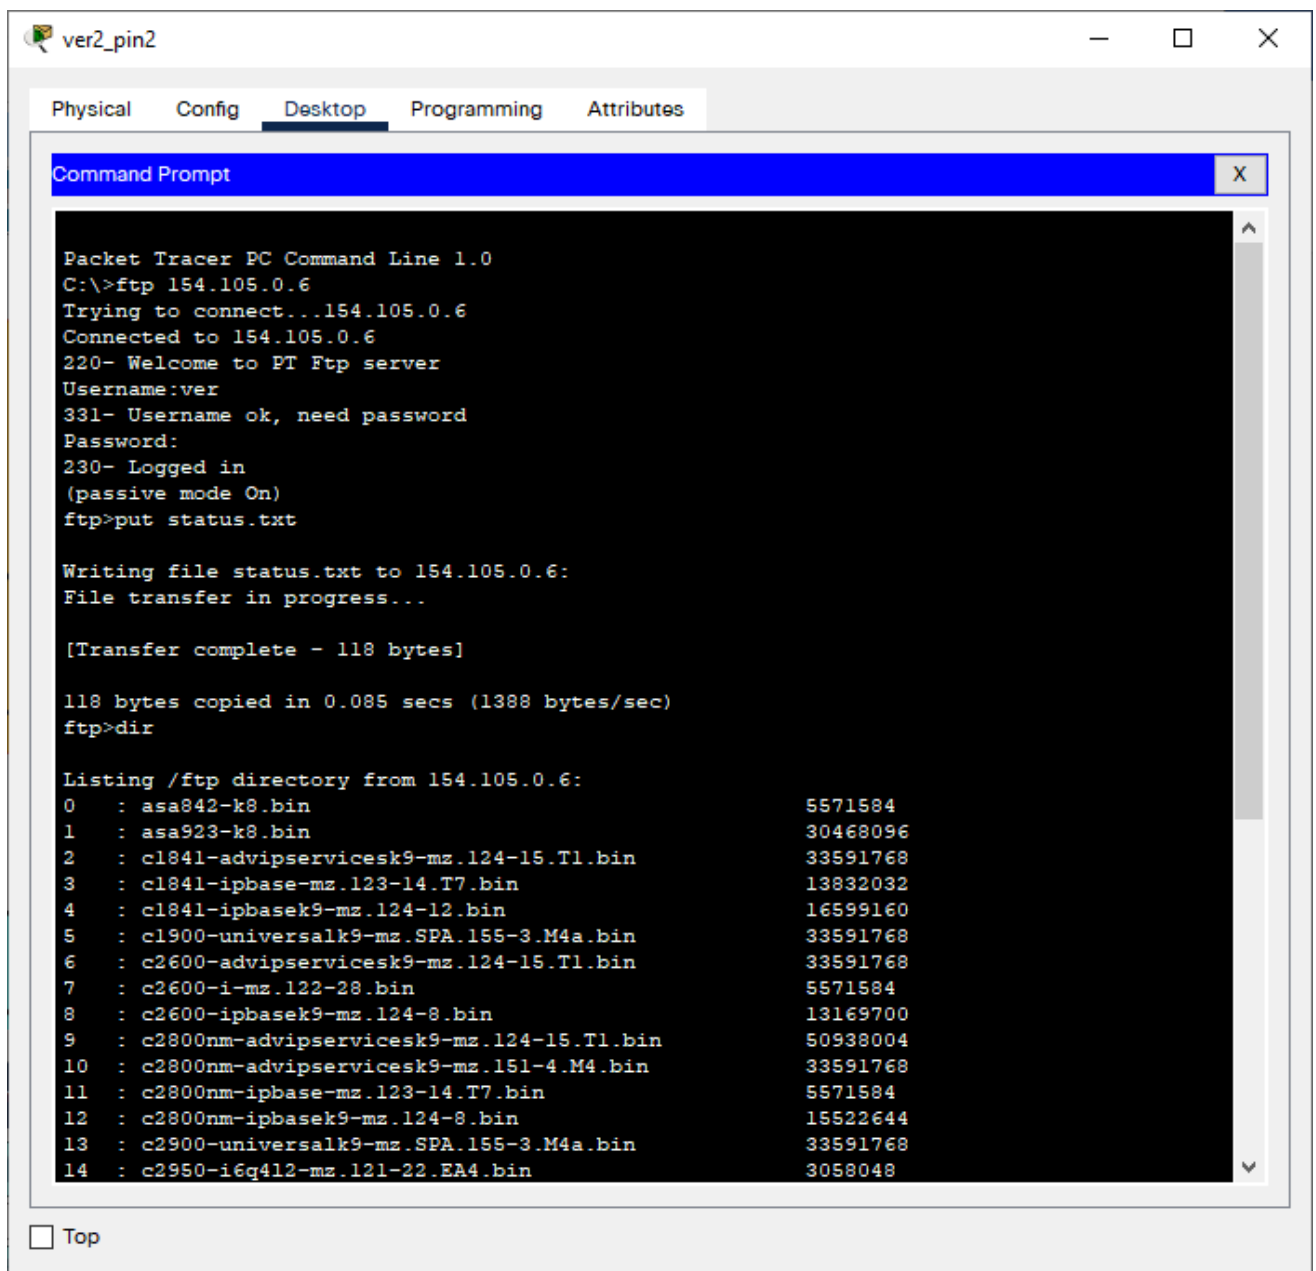 ver2_pin2
Physical Config Desktop Programming Attributes
Command Prompt X
Packet Tracer PC Command Line 1.0
C:\>ftp 154.105.0.6
Trying to connect...154.105.0.6
Connected to 154.105.0.6
220- Welcome to PT Ftp server
Username:ver
331- Username ok, need password
Password:
230- Logged in
(passive mode On)
ftp>put status.txt
Writing file status.txt to 154.105.0.6:
File transfer in progress...
[Transfer complete - 118 bytes]
118 bytes copied in 0.085 secs (1388 bytes/sec)
ftp>dir
Listing /ftp directory from 154.105.0.6:
0 : asa842-k8.bin 5571584
1 : asa923-k8.bin 30468096
2 : c1841-advipservicesk9-mz.124-15.T1.bin 33591768
3 : c1841-ipbase-mz.123-14.T7.bin 13832032
4 : c1841-ipbasek9-mz.124-12.bin 16599160
5 : c1900-universalk9-mz.SPA.155-3.M4a.bin 33591768
6 : c2600-advipservicesk9-mz.124-15.T1.bin 33591768
7 : c2600-i-mz.122-28.bin 5571584
8 : c2600-ipbasek9-mz.124-8.bin 13169700
9 : c2800nm-advipservicesk9-mz.124-15.T1.bin 50938004
10 : c2800nm-advipservicesk9-mz.151-4.M4.bin 33591768
11 : c2800nm-ipbase-mz.123-14.T7.bin 5571584
12 : c2800nm-ipbasek9-mz.124-8.bin 15522644
13 : c2900-universalk9-mz.SPA.155-3.M4a.bin 33591768
14 : c2950-i6q4l2-mz.121-22.EA4.bin 3058048
Top